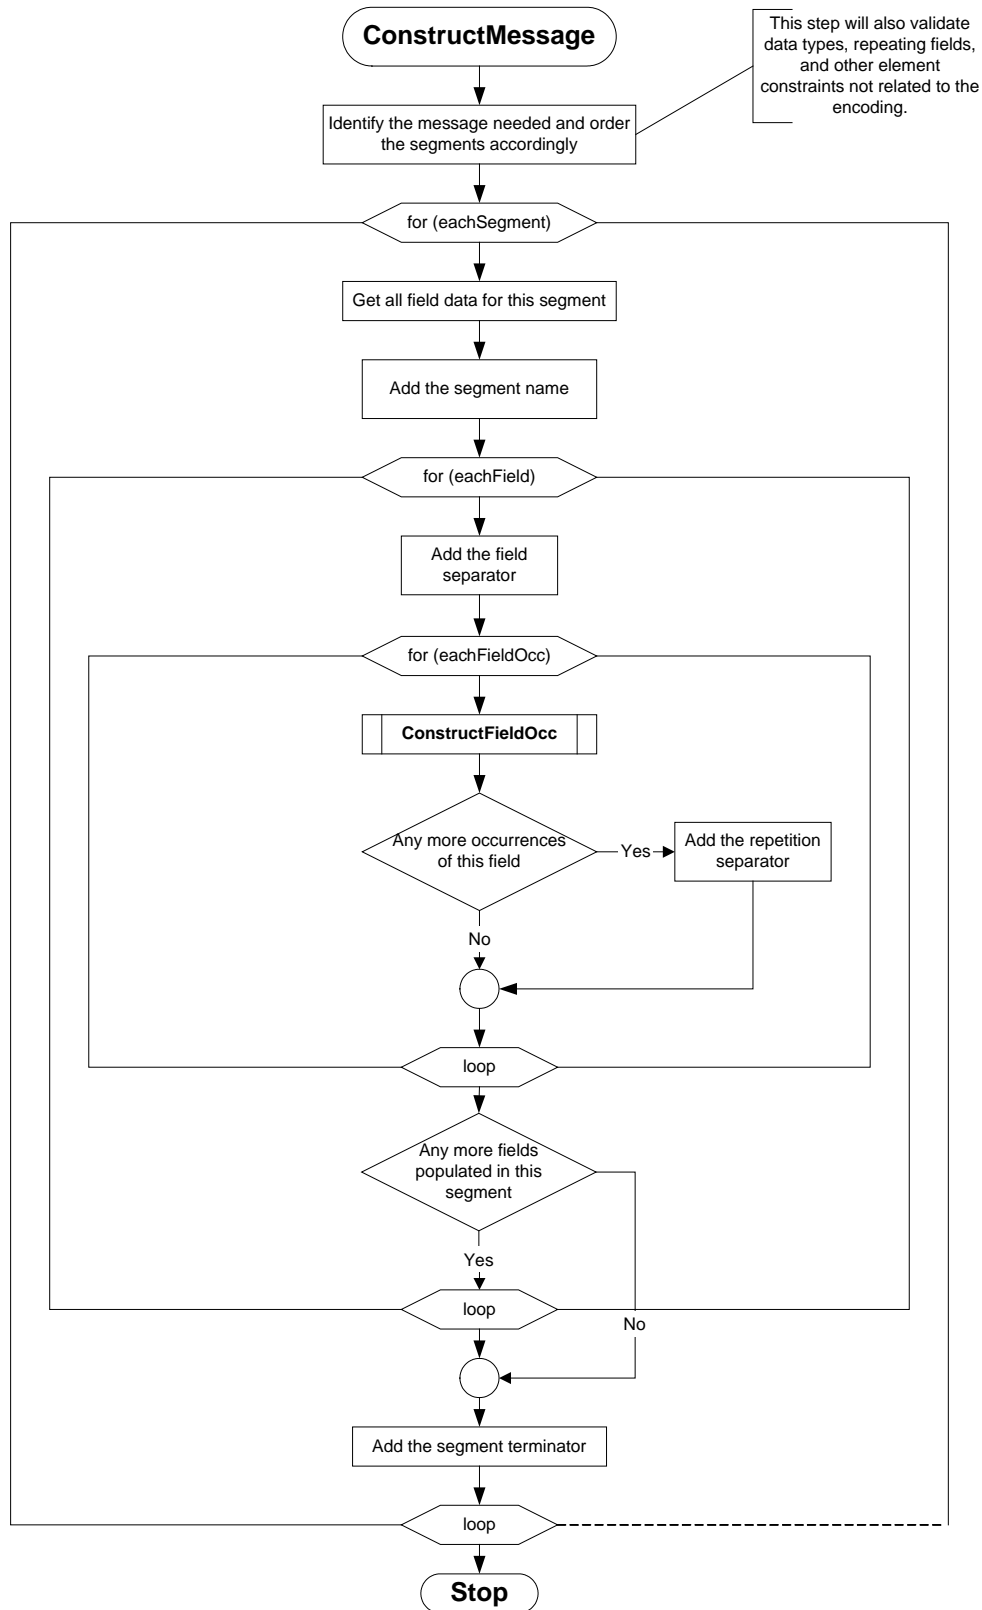 ConstructMessage
This step will also validate
data types, repeating fields,
and other element
constraints not related to the
encoding.
Identify the message needed and order
the segments accordingly
for (eachSegment)
Get all field data for this segment
Add the segment name
for (eachField)
Add the field
separator
for (eachFieldOcc)
ConstructFieldOcc
Any more occurrences
of this field
Yes
Add the repetition
separator
No
loop
Any more fields
populated in this
segment
Yes
loop
No
Add the segment terminator
loop
Stop